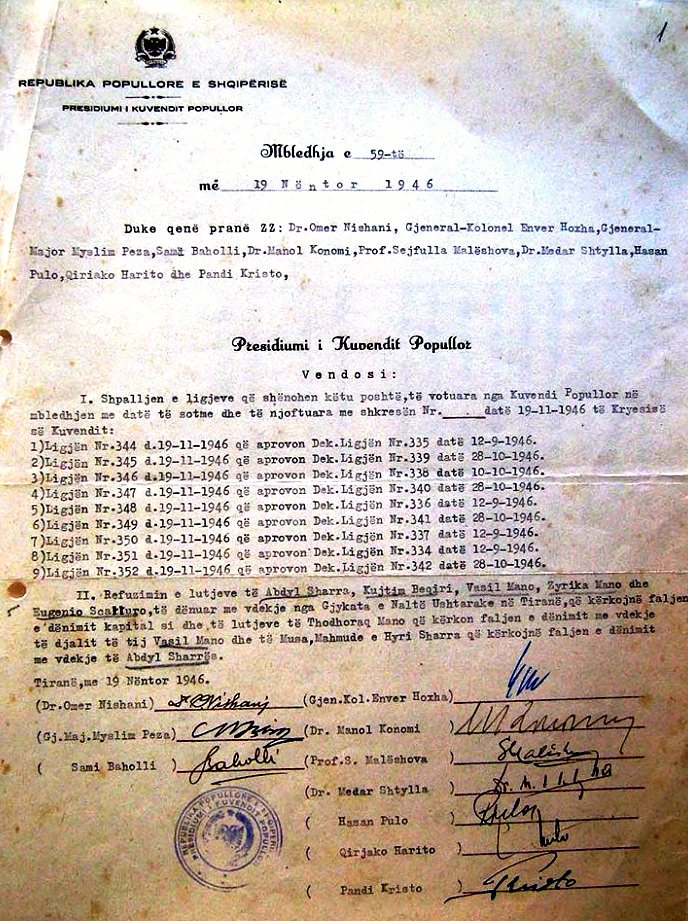 1
REPUBLIKA POPULLORE E SHQIPËRISË
PRESIDIUMI I KUVENDIT POPULLOR
Mbledhja e 59-të
më 19 Nëntor 1946
Duke qenë pranë ZZ: Dr.Omer Nishani, Gjeneral-Kolonel Enver Hoxha,Gjeneral-
Major Myslim Peza,Sami Baholli,Dr.Manol Konomi,Prof.Sejfulla Malëshova,Dr.Medar Shtylla,Hasan
Pulo,Qiriako Harito dhe Pandi Kristo,
Presidiumi i Kuvendit Popullor
Vendosi:
I. Shpalljen e ligjeve që shënohen këtu poshtë,të votuara nga Kuvendi Popullor në
mbledhjen me datë të sotme dhe të njoftuara me shkresën Nr. datë 19-11-1946 të Kryesisë
së Kuvendit:
1)Ligjën Nr.344 d.19-11-1946 që aprovon Dek.Ligjën Nr.335 datë 12-9-1946.
2)Ligjën Nr.345 d.19-11-1946 që aprovon Dek.Ligjën Nr.339 datë 28-10-1946.
3)Ligjën Nr.346 d.19-11-1946 që aprovon Dek.Ligjën Nr.338 datë 10-10-1946.
4)Ligjën Nr.347 d.19-11-1946 që aprovon Dek.Ligjën Nr.340 datë 28-10-1946.
5)Ligjën Nr.348 d.19-11-1946 që aprovon Dek.Ligjën Nr.336 datë 12-9-1946.
6)Ligjën Nr.349 d.19-11-1946 që aprovon Dek.Ligjën Nr.341 datë 28-10-1946.
7)Ligjën Nr.350 d.19-11-1946 që aprovon Dek.Ligjën Nr.337 datë 12-9-1946.
8)Ligjën Nr.351 d.19-11-1946 që aprovon Dek.Ligjën Nr.334 datë 12-9-1946.
9)Ligjën Nr.352 d.19-11-1946 që aprovon Dek.Ligjën Nr.342 datë 28-10-1946.
II. Refuzimin e lutjeve të Abdyl Sharra, Kujtim Beqiri, Vasil Mano, Zyrika Mano dhe
Eugenio Scaturo,të dënuar me vdekje nga Gjykata e Naltë Ushtarake në Tiranë,që kërkojnë faljen
e dënimit kapital si dhe të lutjeve të Thodhoraq Mano që kërkon faljen e dënimit me vdekje
të djalit të tij Vasil Mano dhe të Musa,Mahmude e Hyri Sharra që kërkojnë faljen e dënimit
me vdekje të Abdyl Sharrës.
Tiranë,me 19 Nëntor 1946.
(Dr.Omer Nishani) Dr Nishani (Gjen.Kol.Enver Hoxha)
(Gj.Maj.Myslim Peza) (Dr. Manol Konomi )
( Sami Baholli ) Baholli (Prof.S. Malëshova )
(Dr. Medar Shtylla )
( Hasan Pulo ) Pulo
( Qirjako Harito )
( Pandi Kristo ) Kristo
REPUBLIKA POPULLORE E SHQIPËRISË
PRESIDIUMI I KUVENDIT POPULLOR